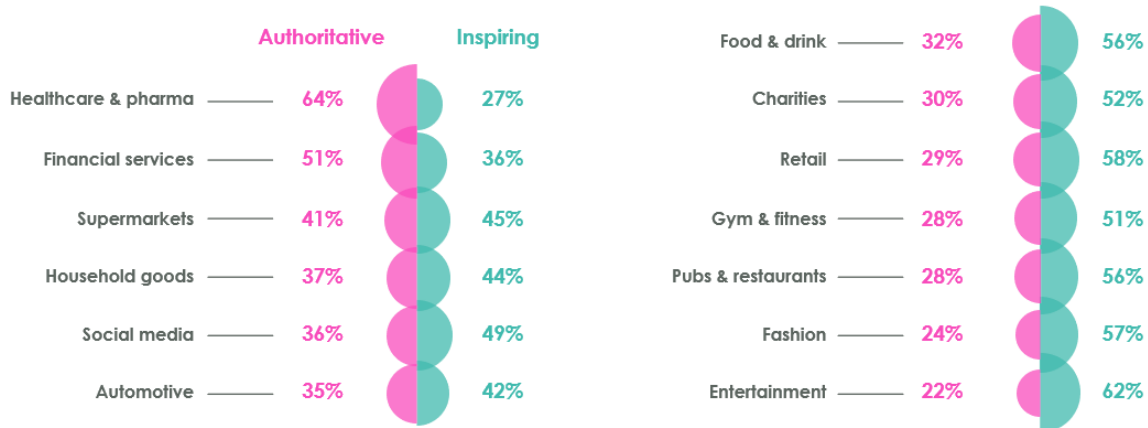 Authoritative Inspiring
Healthcare & pharma 64% 27%
Financial services 51% 36%
Supermarkets 41% 45%
Household goods 37% 44%
Social media 36% 49%
Automotive 35% 42%
Food & drink 32% 56%
Charities 30% 52%
Retail 29% 58%
Gym & fitness 28% 51%
Pubs & restaurants 28% 56%
Fashion 24% 57%
Entertainment 22% 62%